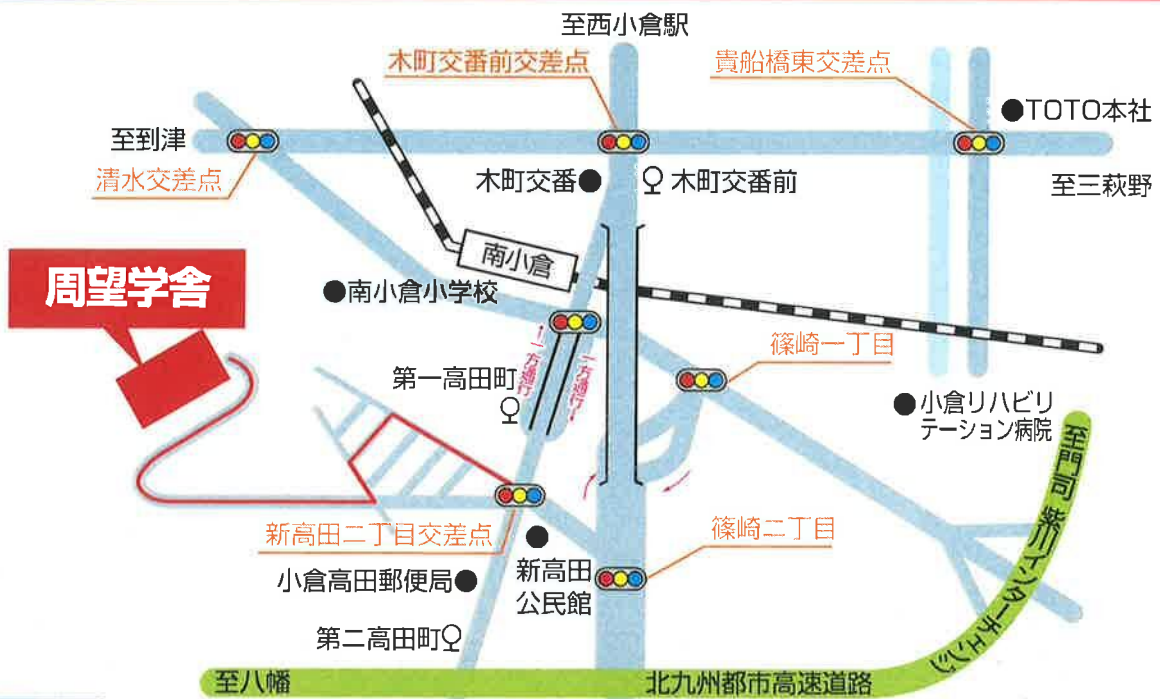 至西小倉駅
木町交番前交差点
貴船橋東交差点
●TOTO本社
至到津
清水交差点
木町交番●
木町交番前
至三萩野
南小倉
周望学舎
●南小倉小学校
↑一方通行
一方通行↓
篠崎一丁目
第一高田町
●小倉リハビリ
テーション病院
至門司
紫川インターチェンジ
新高田二丁目交差点
篠崎二丁目
小倉高田郵便局●
新高田
公民館
第二高田町
至八幡
北九州都市高速道路